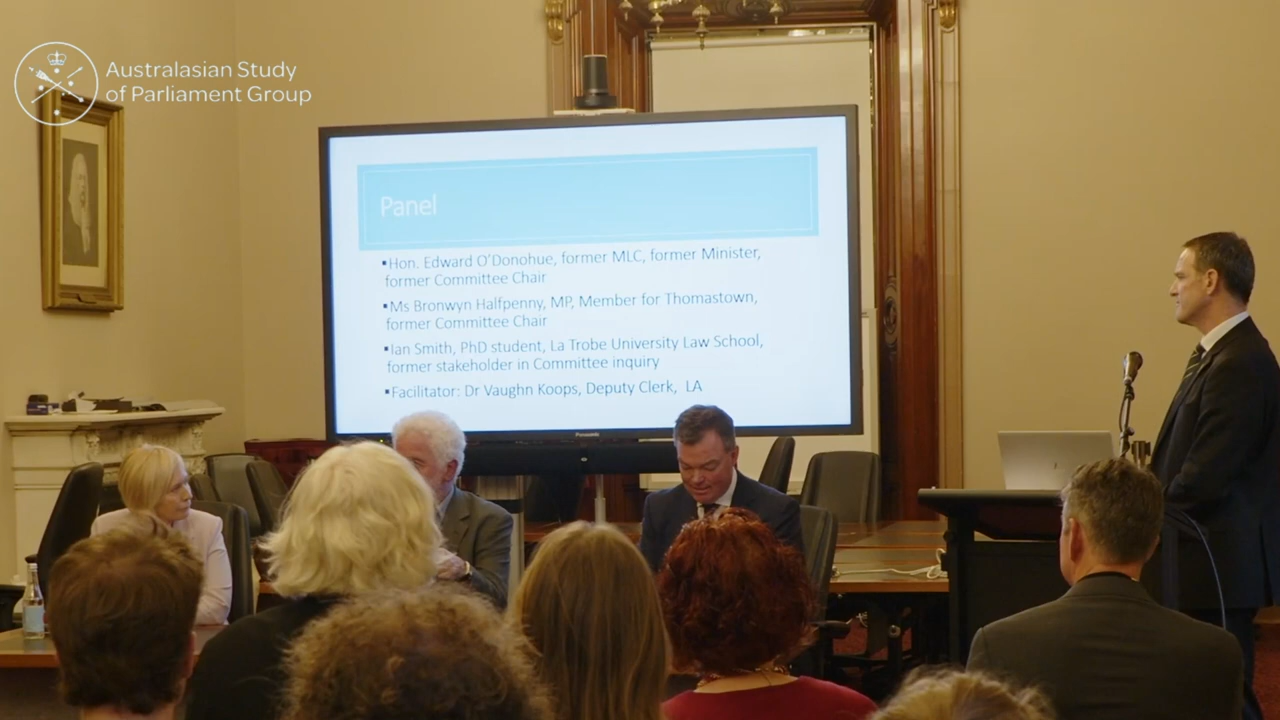 Australasian Study
of Parliament Group
Panel
▪Hon. Edward O'Donohue, former MLC, former Minister,
former Committee Chair
▪Ms Bronwyn Halfpenny, MP, Member for Thomastown,
former Committee Chair
▪Ian Smith, PhD student, La Trobe University Law School,
former stakeholder in Committee inquiry
▪Facilitator: Dr Vaughn Koops, Deputy Clerk, LA
Panasonic